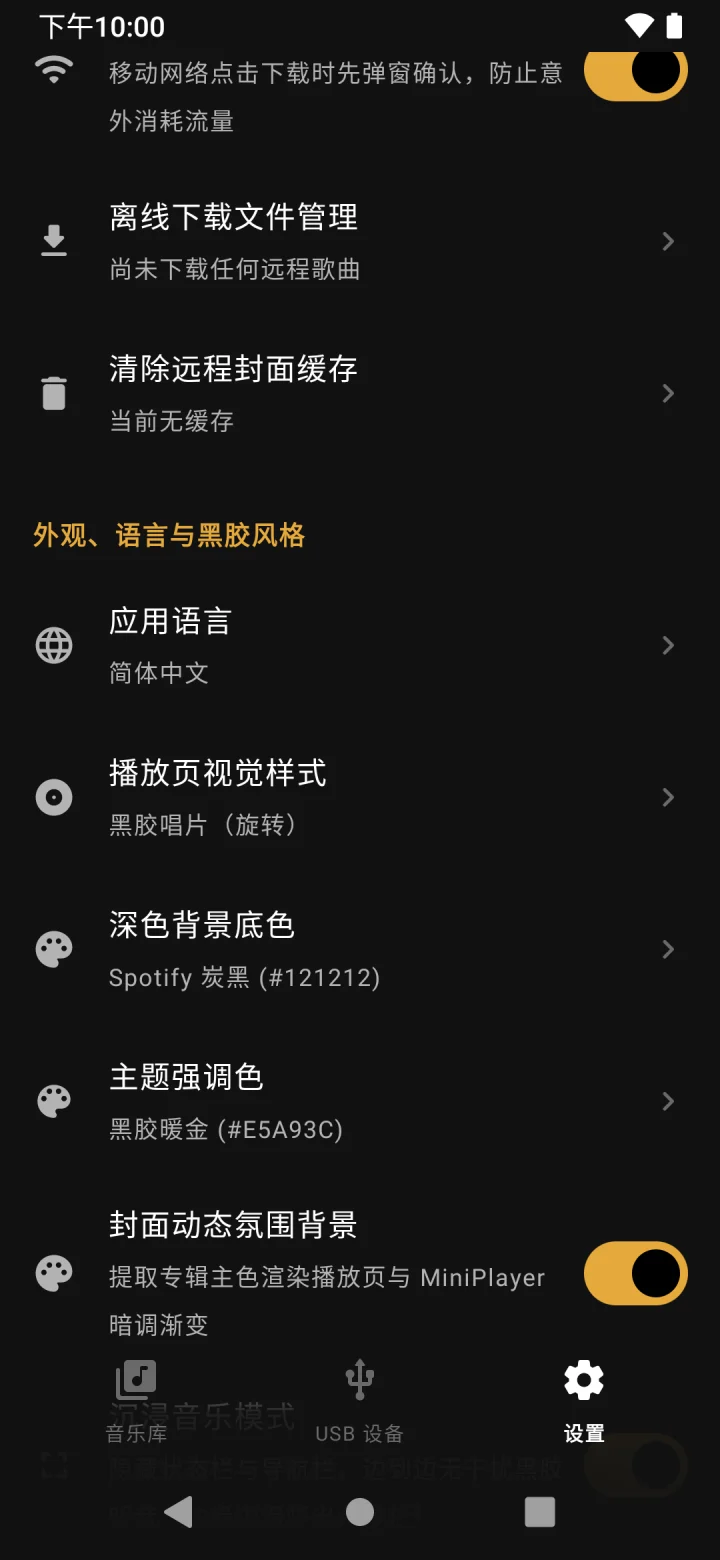 下午10:00
移动网络点击下载时先弹窗确认，防止意
外消耗流量
离线下载文件管理
尚未下载任何远程歌曲
清除远程封面缓存
当前无缓存
外观、语言与黑胶风格
应用语言
简体中文
播放页视觉样式
黑胶唱片（旋转）
深色背景底色
Spotify 炭黑 (#121212)
主题强调色
黑胶暖金 (#E5A93C)
封面动态氛围背景
提取专辑主色渲染播放页与 MiniPlayer
暗调渐变
沉浸音乐模式
音乐库
USB 设备
设置